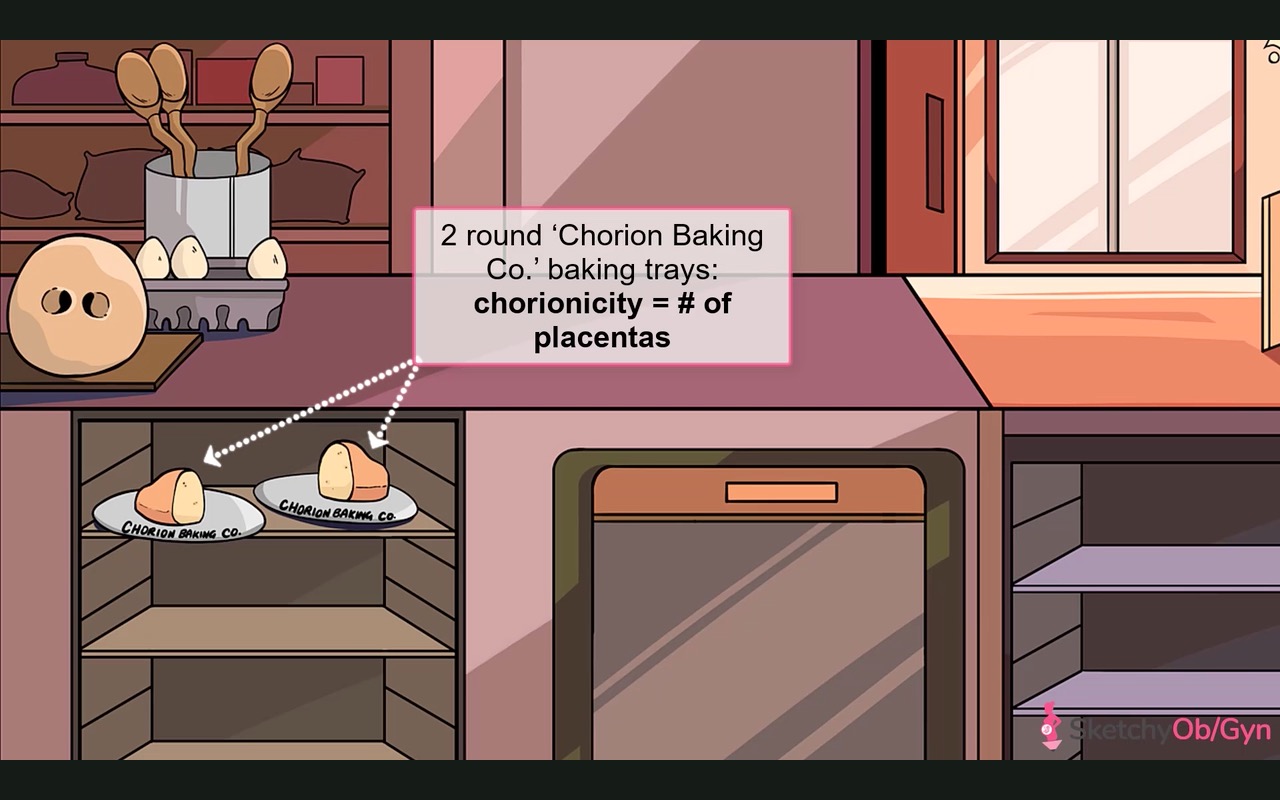 2 round ‘Chorion Baking
Co.’ baking trays:
chorionicity = # of
placentas
CHORION BAKING CO.
CHORION BAKING CO.
SketchyOb/Gyn